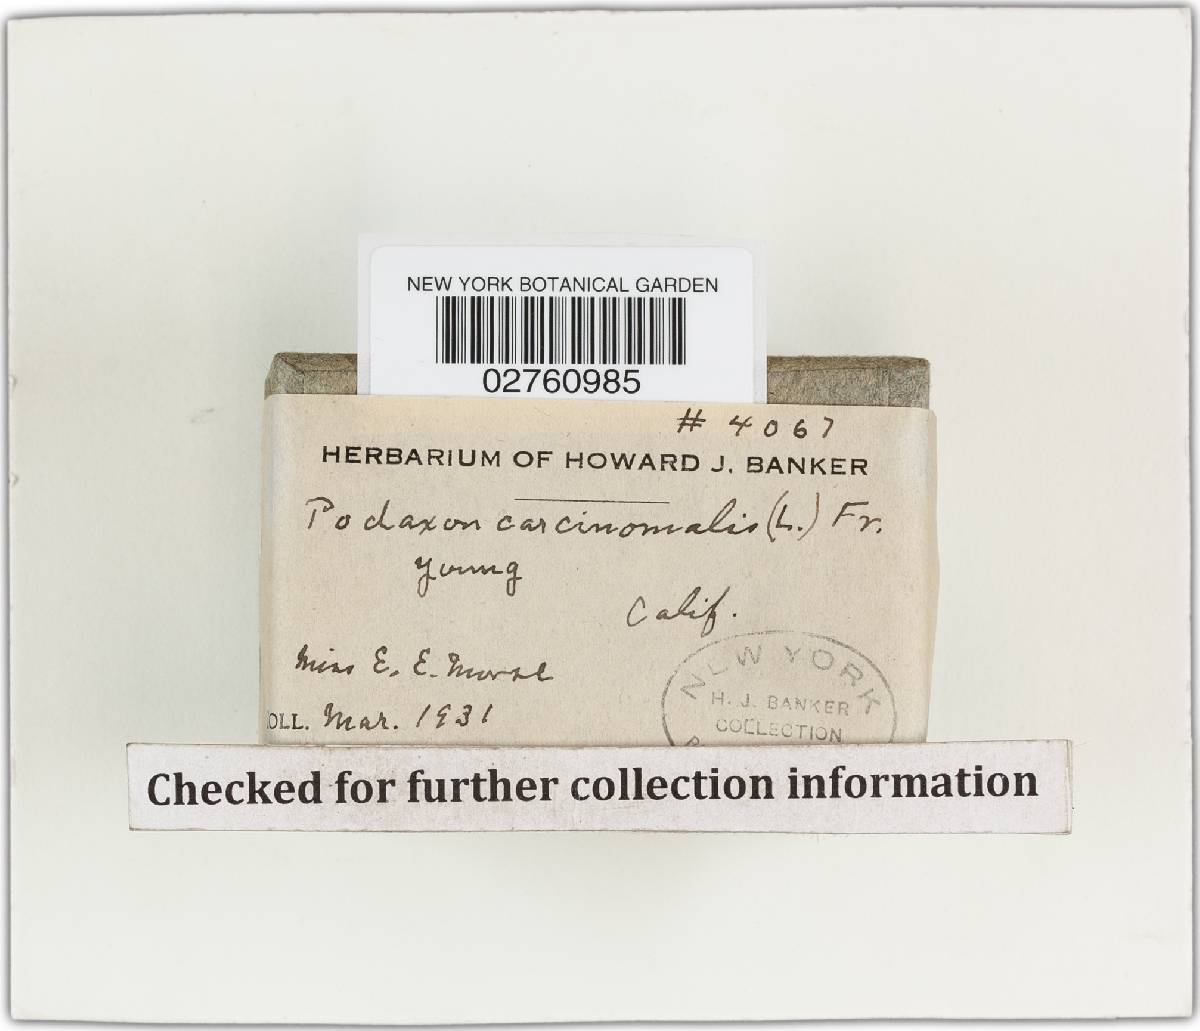 NEW YORK BOTANICAL GARDEN
02760985
# 4067
HERBARIUM OF HOWARD J. BANKER
Podaxon carcinomalis (L.) Fr.
young
Calif.
Miss E. E. Morse
OLL. Mar. 1931
NEW YORK
H. J. BANKER
COLLECTION
Checked for further collection information